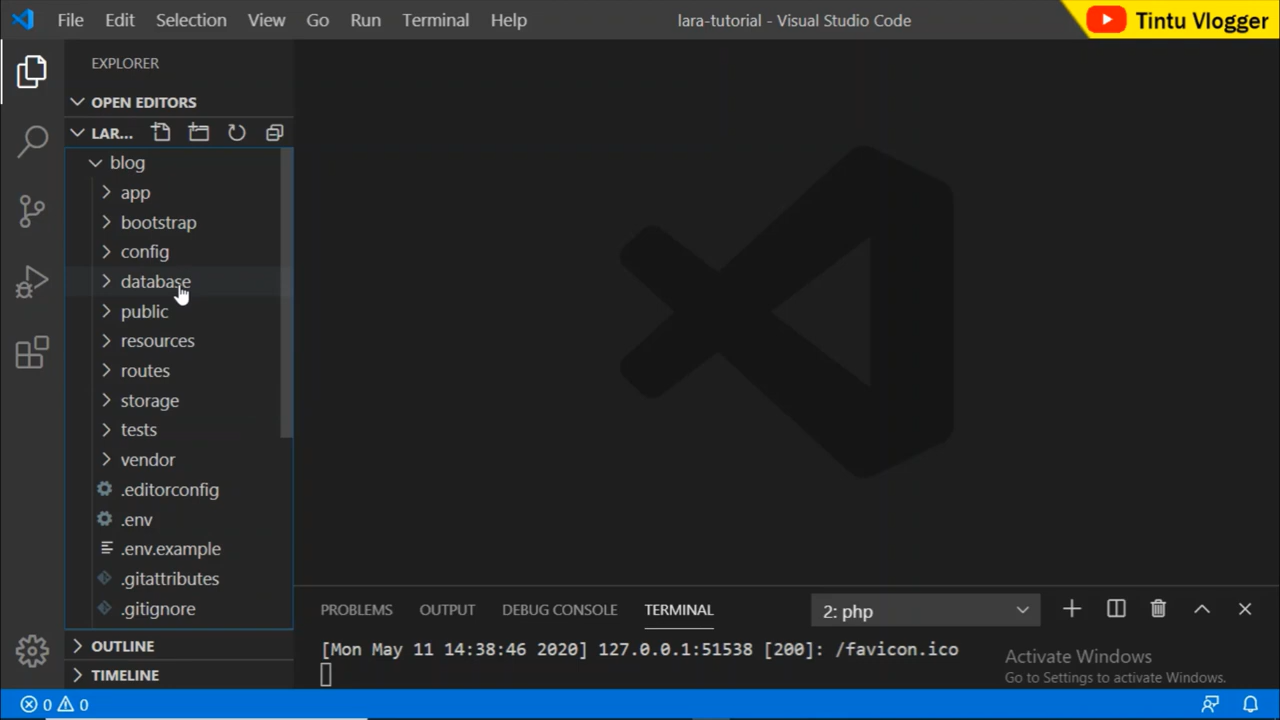 File Edit Selection View Go Run Terminal Help lara-tutorial - Visual Studio Code Tintu Vlogger
EXPLORER
OPEN EDITORS
LAR...
blog
app
bootstrap
config
database
public
resources
routes
storage
tests
vendor
.editorconfig
.env
.env.example
.gitattributes
.gitignore
OUTLINE
TIMELINE
PROBLEMS OUTPUT DEBUG CONSOLE TERMINAL 2: php
[Mon May 11 14:38:46 2020] 127.0.0.1:51538 [200]: /favicon.ico
Activate Windows
Go to Settings to activate Windows.
0 0